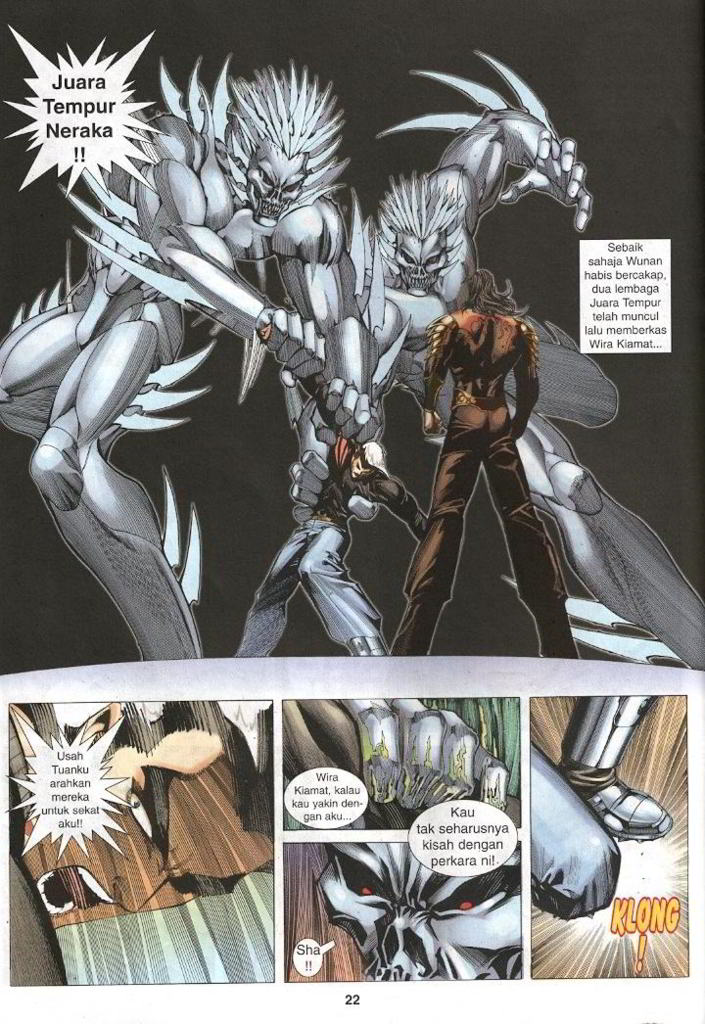 Juara
Tempur
Neraka
!!
Sebaik
sahaja Wunan
habis bercakap,
dua lembaga
Juara Tempur
telah muncul
lalu memberkas
Wira Kiamat...
Usah
Tuanku
arahkan
mereka
untuk sekat
aku!!
Wira
Kiamat, kalau
kau yakin den-
gan aku...
Kau
tak seharusnya
kisah dengan
perkara ni!
Sha
!!
KLONG
!
22